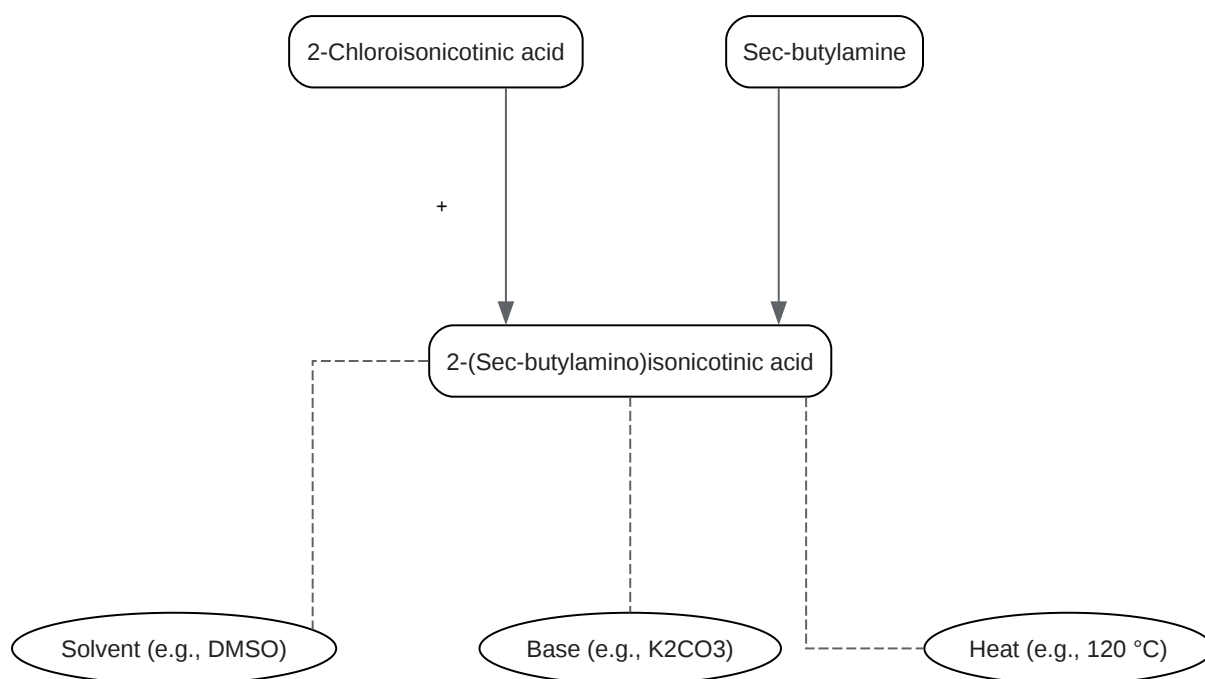 2-Chloroisonicotinic acid
Sec-butylamine
+
2-(Sec-butylamino)isonicotinic acid
Solvent (e.g., DMSO)
Base (e.g., K2CO3)
Heat (e.g., 120 °C)